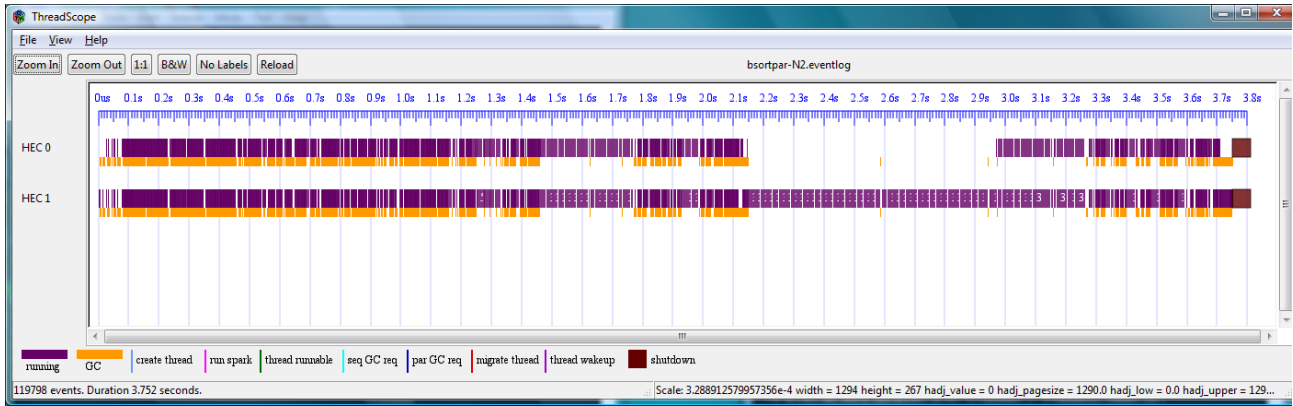 ThreadScope
File View Help
Zoom In Zoom Out 1:1 B&W No Labels Reload bsortpar-N2.eventlog
0us 0.1s 0.2s 0.3s 0.4s 0.5s 0.6s 0.7s 0.8s 0.9s 1.0s 1.1s 1.2s 1.3s 1.4s 1.5s 1.6s 1.7s 1.8s 1.9s 2.0s 2.1s 2.2s 2.3s 2.4s 2.5s 2.6s 2.7s 2.8s 2.9s 3.0s 3.1s 3.2s 3.3s 3.4s 3.5s 3.6s 3.7s 3.8s
HEC 0
HEC 1 3 3 3
running GC create thread run spark thread runnable seq GC req par GC req migrate thread thread wakeup shutdown
119798 events. Duration 3.752 seconds. Scale: 3.288912579957356e-4 width = 1294 height = 267 hadj_value = 0 hadj_pagesize = 1290.0 hadj_low = 0.0 hadj_upper = 129...